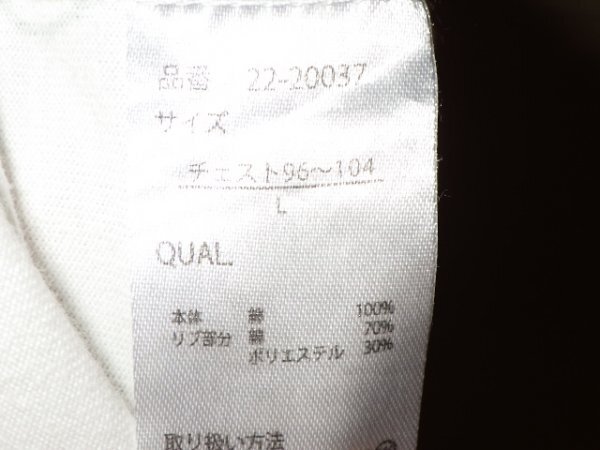 品番 22-20037
サイズ
チェスト96〜104
L
QUAL.
本体 綿 100%
リブ部分 綿 70%
ポリエステル 30%
取り扱い方法